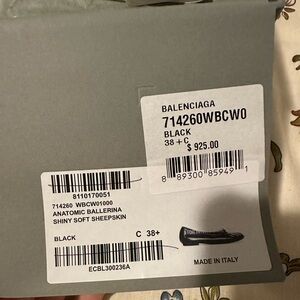 BALENCIAGA
714260WBCW0
BLACK
38 + C
$ 925.00
8 89300 85949 1
8110170051
714260 WBCW01000
ANATOMIC BALLERINA
SHINY SOFT SHEEPSKIN
BLACK C 38+
ECBL300236A
MADE IN ITALY